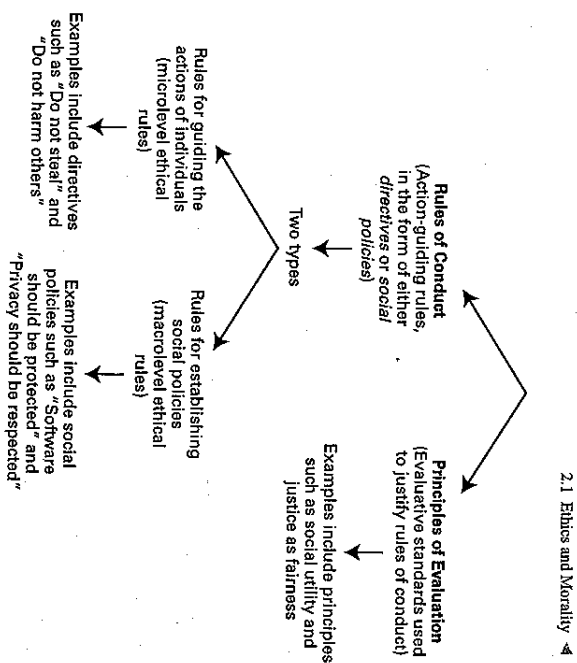 2.1 Ethics and Morality
Rules of Conduct
(Action-guiding rules,
in the form of either
directives or social
policies)
Principles of Evaluation
(Evaluative standards used
to justify rules of conduct)
Two types
Examples include principles
such as social utility and
justice as fairness
Rules for guiding the
actions of individuals
(microlevel ethical
rules)
Rules for establishing
social policies
(macrolevel ethical
rules)
Examples include directives
such as "Do not steal" and
"Do not harm others"
Examples include social
policies such as "Software
should be protected" and
"Privacy should be respected"